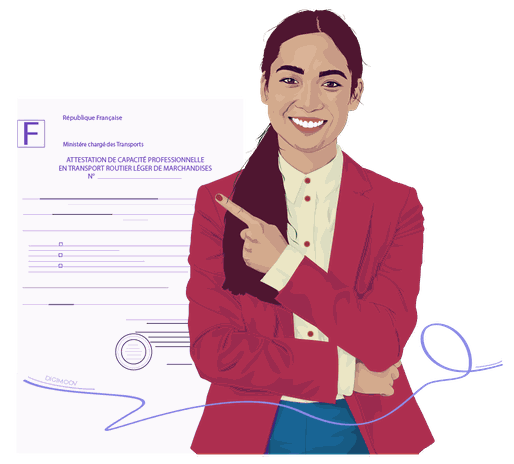 F
République Française
Ministère chargé des Transports
ATTESTATION DE CAPACITÉ PROFESSIONNELLE
EN TRANSPORT ROUTIER LÉGER DE MARCHANDISES
N°